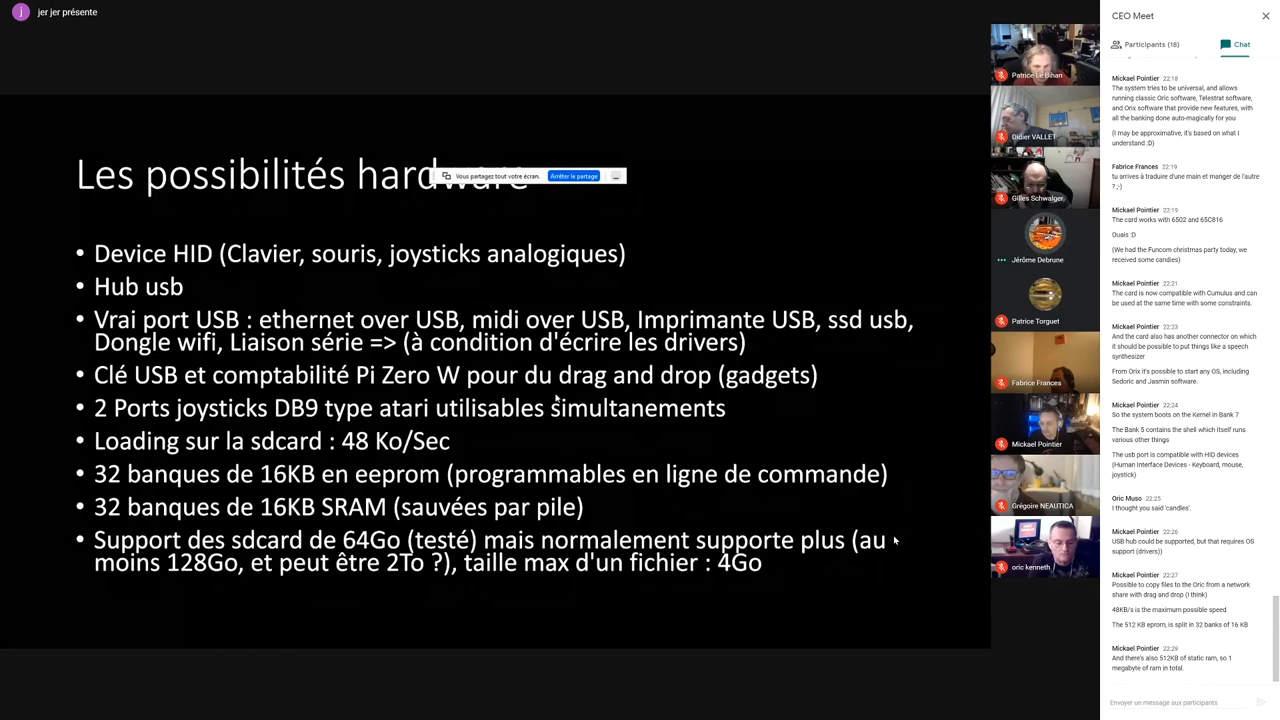 j
jer jer présente
Les possibilités hardware
Vous partagez tout votre écran.
Arrêter le partage
• Device HID (Clavier, souris, joysticks analogiques)
• Hub usb
• Vrai port USB : ethernet over USB, midi over USB, Imprimante USB, ssd usb,
Dongle wifi, Liaison série => (à condition d'écrire les drivers)
• Clé USB et comptabilité Pi Zero W pour du drag and drop (gadgets)
• 2 Ports joysticks DB9 type atari utilisables simultanements
• Loading sur la sdcard : 48 Ko/Sec
• 32 banques de 16KB en eeprom (programmables en ligne de commande)
• 32 banques de 16KB SRAM (sauvées par pile)
• Support des sdcard de 64Go (testé) mais normalement supporte plus (au
moins 128Go, et peut être 2To ?), taille max d'un fichier : 4Go
Patrice Le Bihan
Didier VALLET
Gilles Schwalger
Jérôme Debrune
Patrice Torguet
Fabrice Frances
Mickael Pointier
Grégoire NEAUTICA
oric kenneth
CEO Meet
Participants (18)
Chat
Mickael Pointier 22:18
The system tries to be universal, and allows
running classic Oric software, Telestrat software,
and Orix software that provide new features, with
all the banking done auto-magically for you
(I may be approximative, it's based on what I
understand :D)
Fabrice Frances 22:19
tu arrives à traduire d'une main et manger de l'autre
? ;-)
Mickael Pointier 22:19
The card works with 6502 and 65C816
Ouais :D
(We had the Funcom christmas party today, we
received some candies)
Mickael Pointier 22:21
The card is now compatible with Cumulus and can
be used at the same time with some constraints.
Mickael Pointier 22:23
And the card also has another connector on which
it should be possible to put things like a speech
synthesizer
From Orix it's possible to start any OS, including
Sedoric and Jasmin software.
Mickael Pointier 22:24
So the system boots on the Kernel in Bank 7
The Bank 5 contains the shell which itself runs
various other things
The usb port is compatible with HID devices
(Human Interface Devices - Keyboard, mouse,
joystick)
Oric Muso 22:25
I thought you said 'candles'.
Mickael Pointier 22:26
USB hub could be supported, but that requires OS
support (drivers))
Mickael Pointier 22:27
Possible to copy files to the Oric from a network
share with drag and drop (I think)
48KB/s is the maximum possible speed
The 512 KB eprom, is split in 32 banks of 16 KB
Mickael Pointier 22:29
And there's also 512KB of static ram, so 1
megabyte of ram in total.
Envoyer un message aux participants